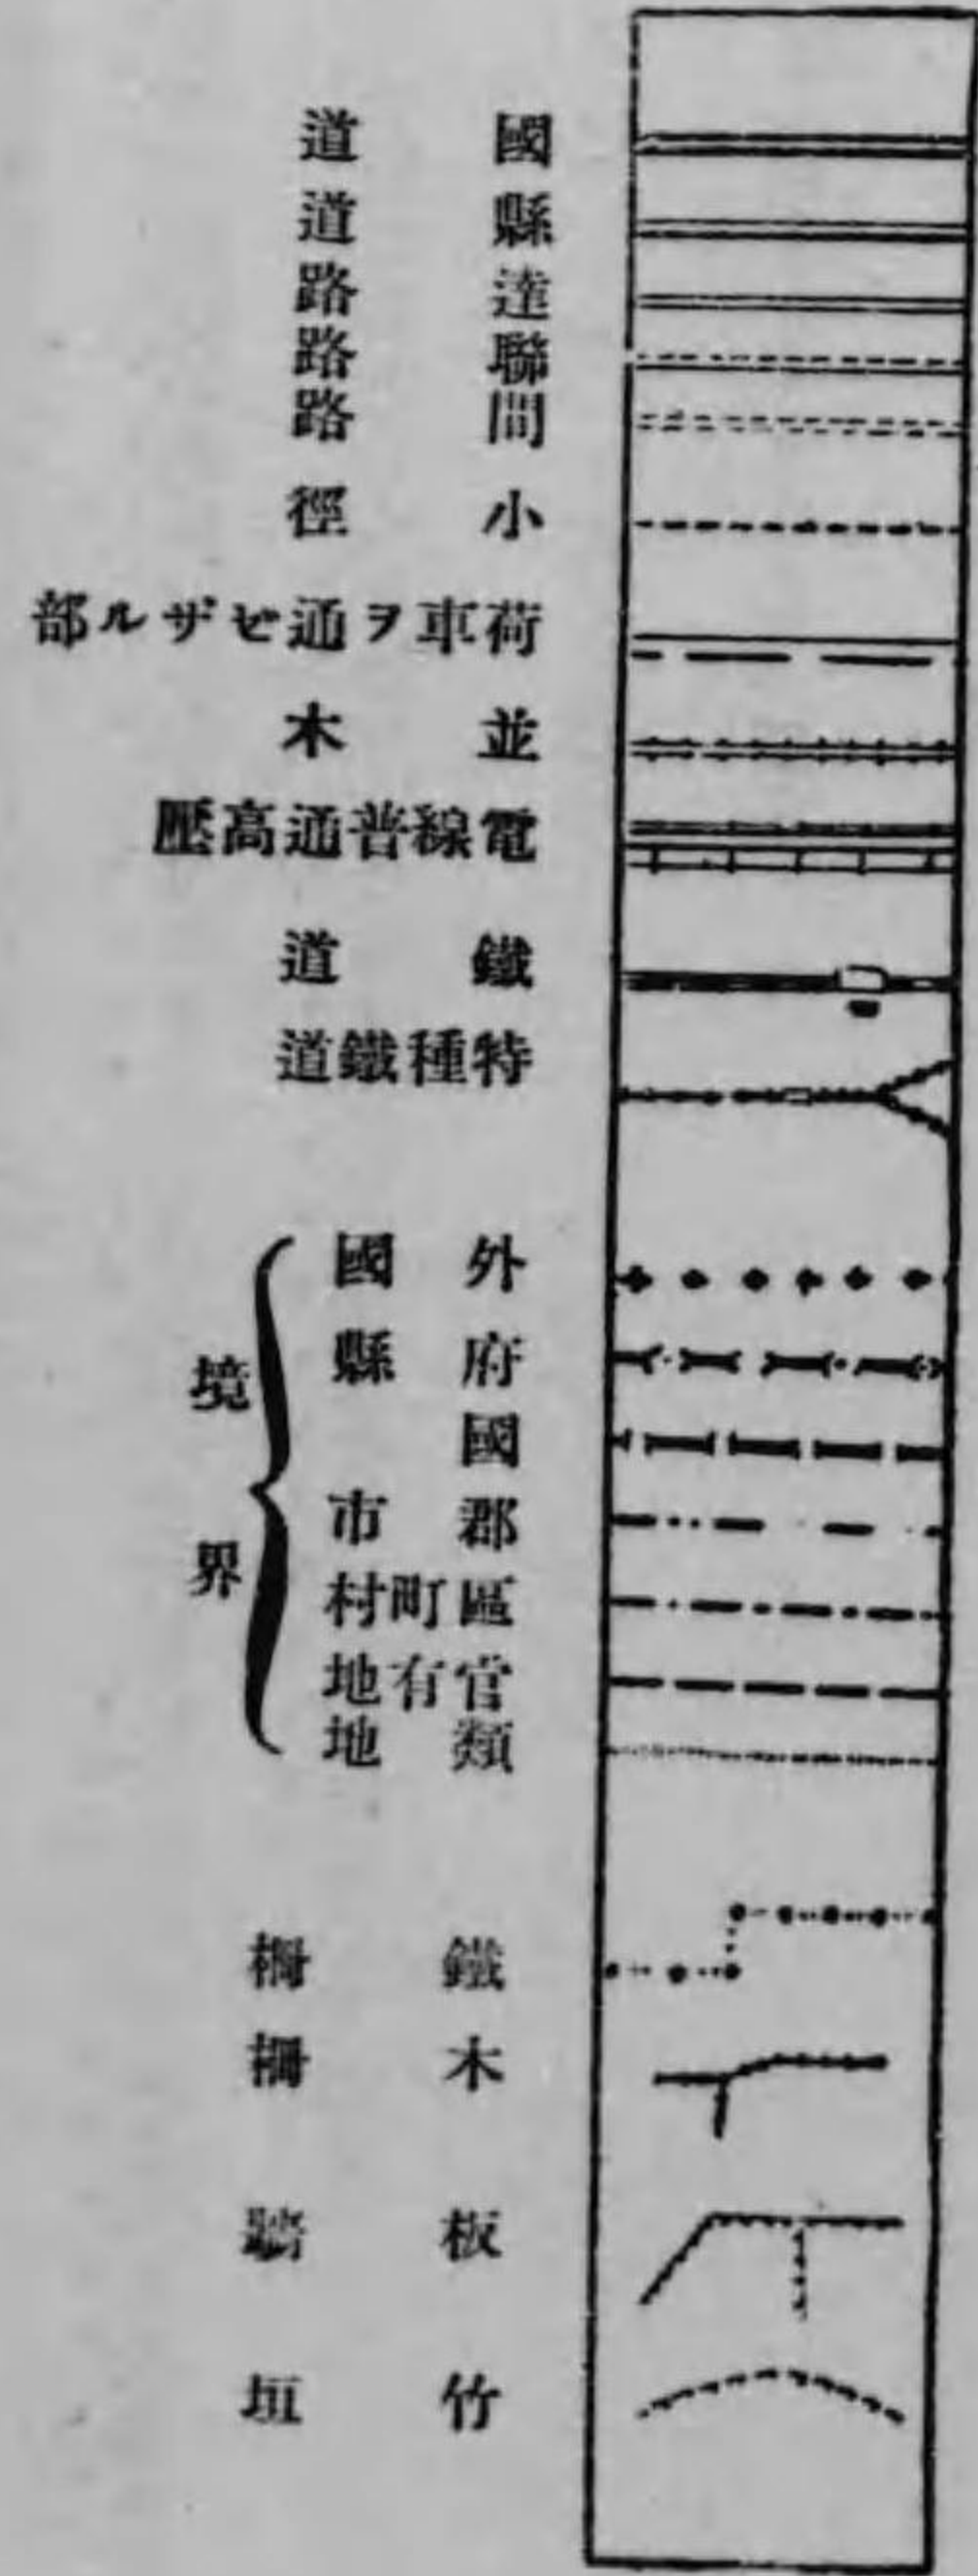 國道
縣道
達路
聯路
間路
小徑
荷車ヲ通セザル部
並木
電線普通高壓
鐵道
特種鐵道
境界
外國
府縣
國
郡市
區町村
官有地
地類
鐵柵
木柵
板牆
竹垣